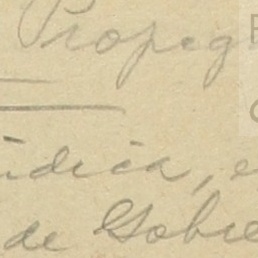 Propag
ídica, e
de Gobie